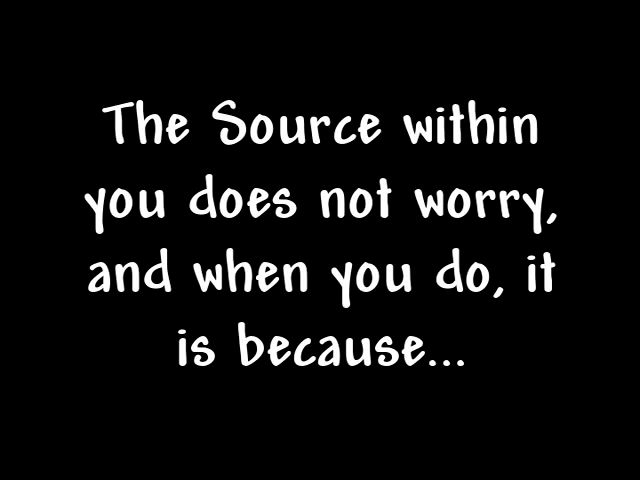 The Source within
you does not worry,
and when you do, it
is because...